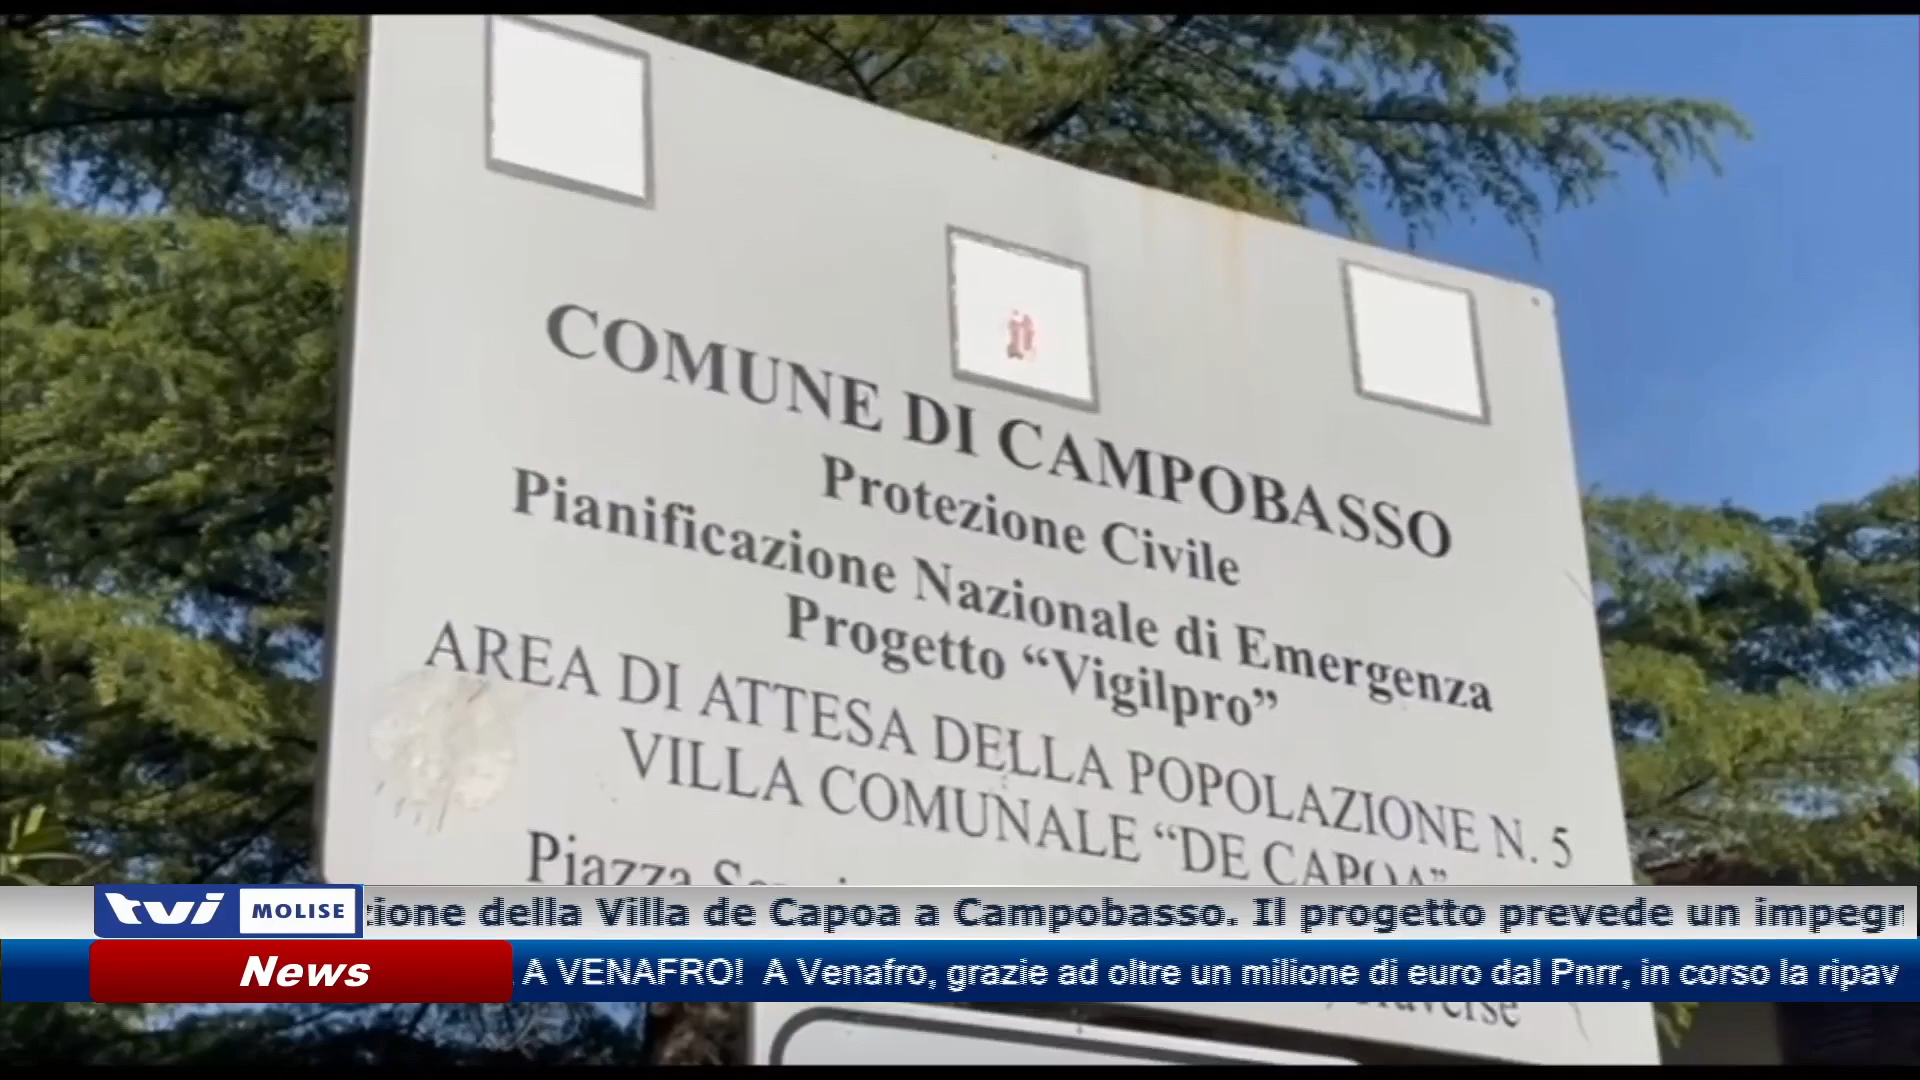 COMUNE DI CAMPOBASSO
Protezione Civile
Pianificazione Nazionale di Emergenza
Progetto “Vigilpro”
AREA DI ATTESA DELLA POPOLAZIONE N. 5
VILLA COMUNALE “DE CAPOA”
Piazza
tvi MOLISE
zione della Villa de Capoa a Campobasso. Il progetto prevede un impegn
News
A VENAFRO! A Venafro, grazie ad oltre un milione di euro dal Pnrr, in corso la ripav